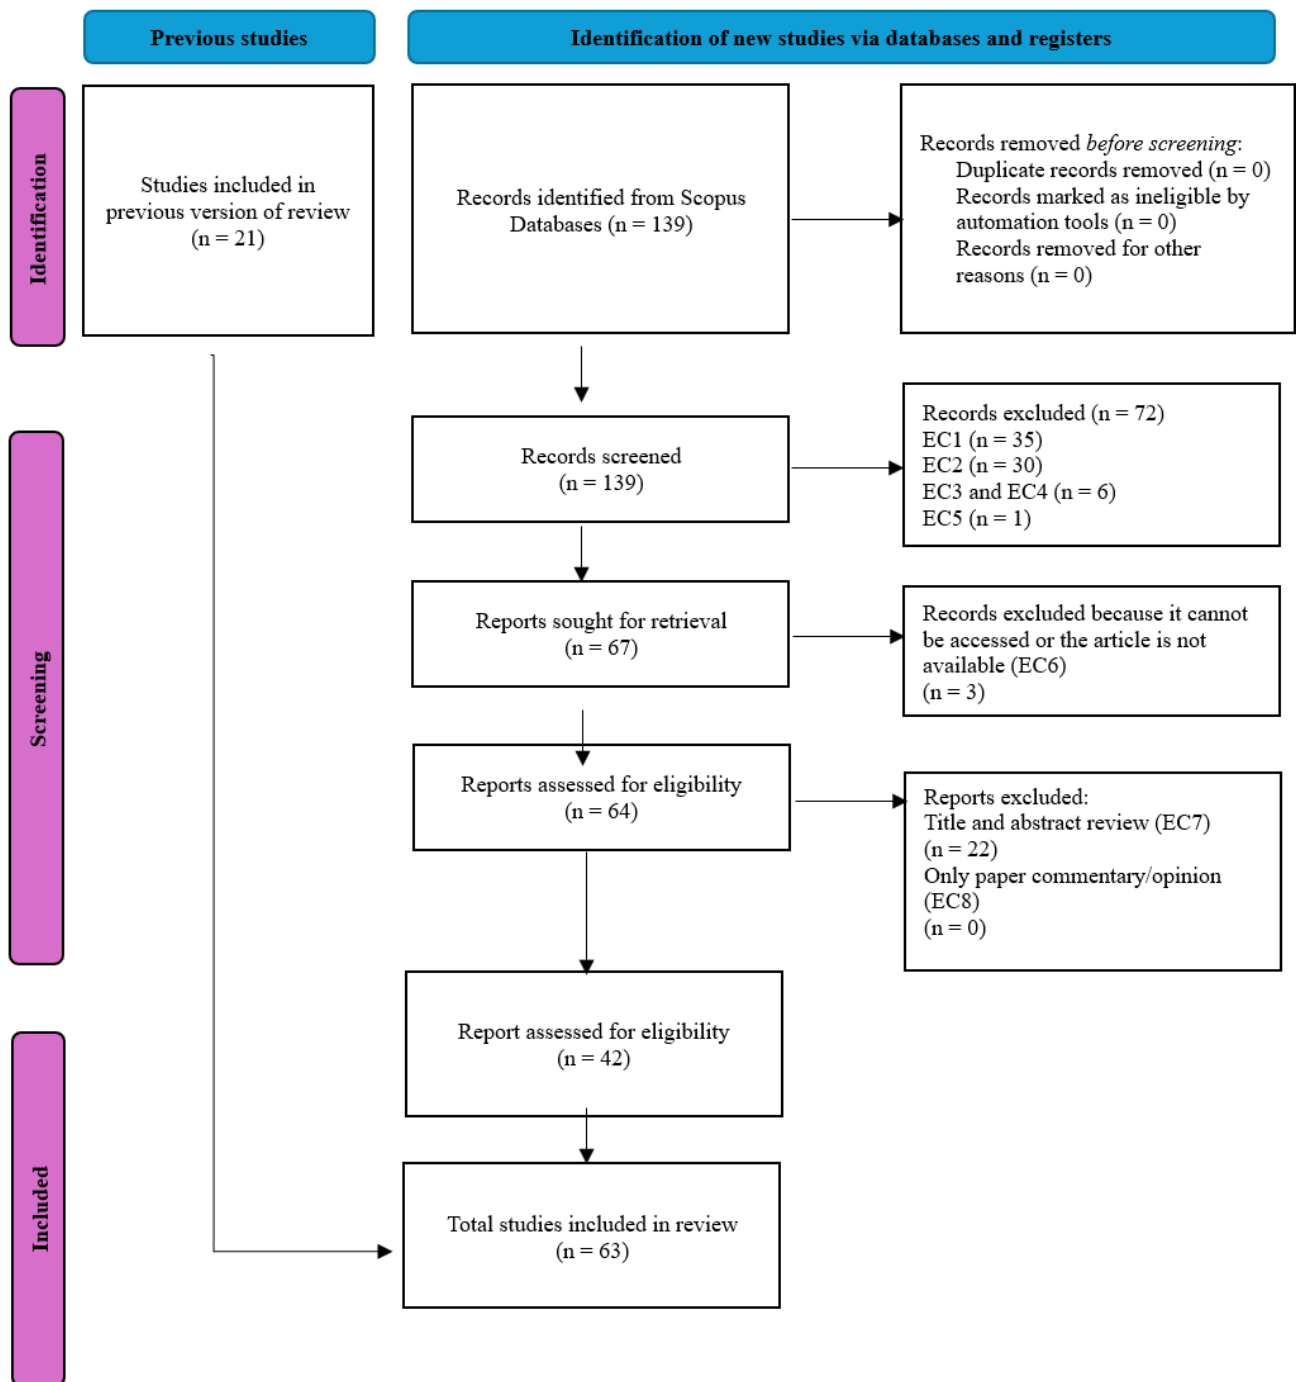 Previous studies
Identification of new studies via databases and registers
Identification
Studies included in
previous version of review
(n = 21)
Records identified from Scopus
Databases (n = 139)
Records removed before screening:
Duplicate records removed (n = 0)
Records marked as ineligible by
automation tools (n = 0)
Records removed for other
reasons (n = 0)
Screening
Records screened
(n = 139)
Records excluded (n = 72)
EC1 (n = 35)
EC2 (n = 30)
EC3 and EC4 (n = 6)
EC5 (n = 1)
Reports sought for retrieval
(n = 67)
Records excluded because it cannot
be accessed or the article is not
available (EC6)
(n = 3)
Reports assessed for eligibility
(n = 64)
Reports excluded:
Title and abstract review (EC7)
(n = 22)
Only paper commentary/opinion
(EC8)
(n = 0)
Included
Report assessed for eligibility
(n = 42)
Total studies included in review
(n = 63)